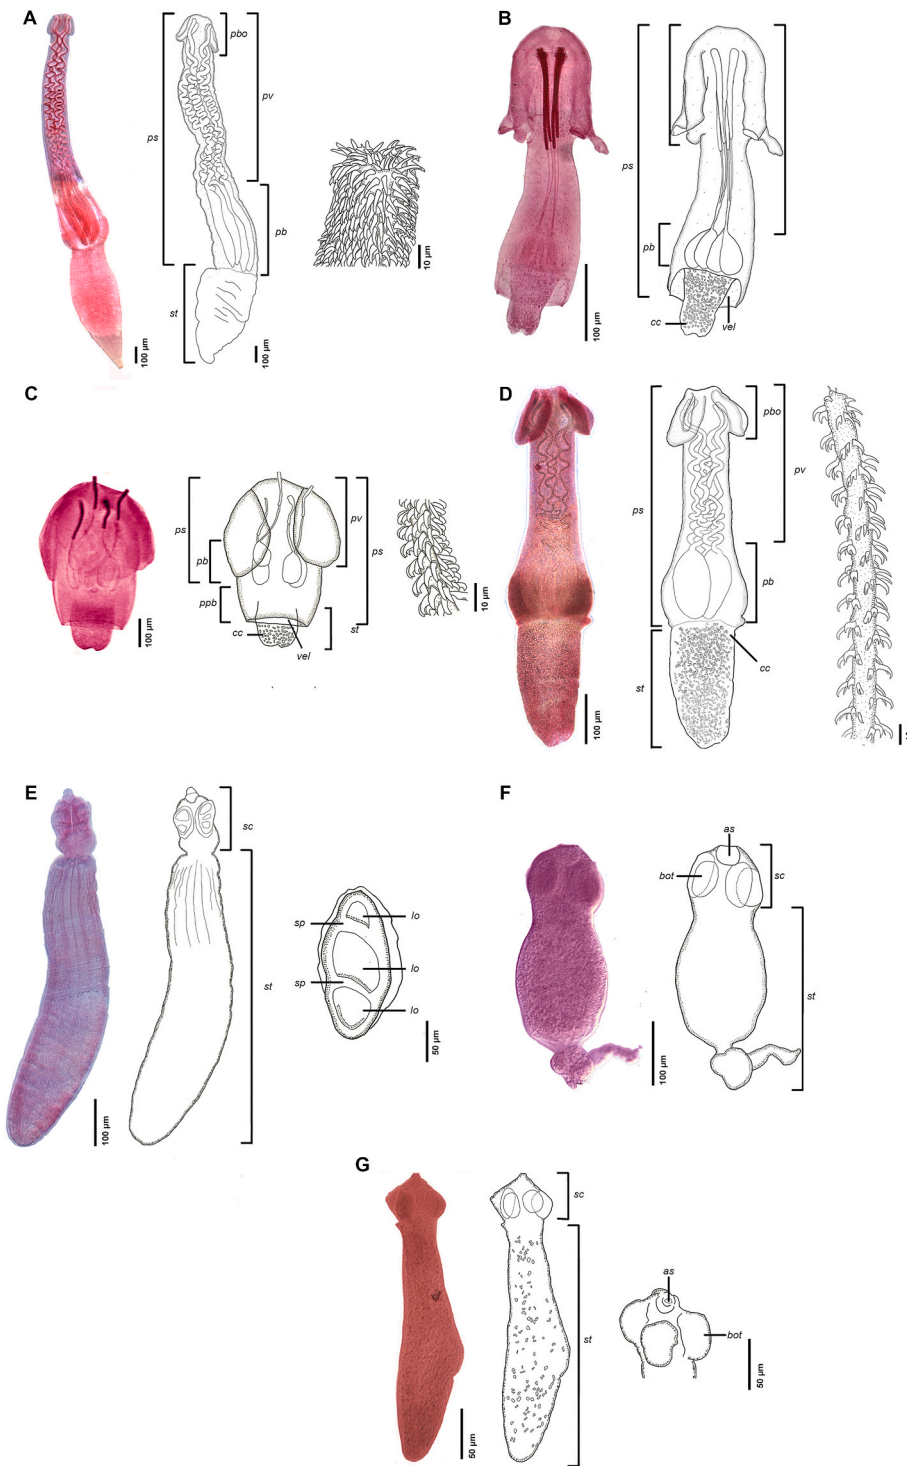 A
pbo
pv
ps
pb
st
100 µm
100 µm
10 µm
B
ps
pb
cc
vel
100 µm
C
ps
pb
ppb
cc
vel
pv
ps
st
100 µm
10 µm
D
ps
st
pbo
pv
pb
cc
100 µm
E
sc
st
sp
sp
lo
lo
lo
100 µm
50 µm
F
as
bot
sc
st
100 µm
G
sc
st
as
bot
50 µm
50 µm